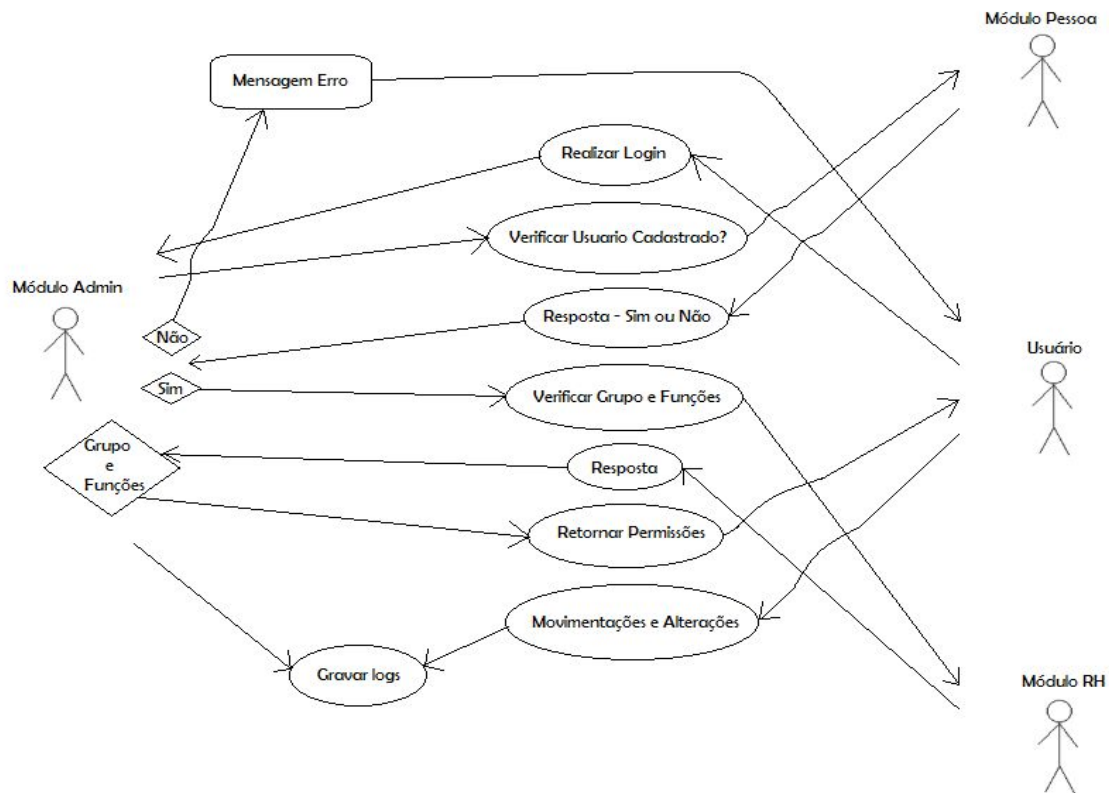 Módulo Pessoa
Mensagem Erro
Realizar Login
Verificar Usuario Cadastrado?
Módulo Admin
Resposta - Sim ou Não
Não
Usuário
Sim
Verificar Grupo e Funções
Grupo
e
Funções
Resposta
Retornar Permissões
Movimentações e Alterações
Gravar logs
Módulo RH